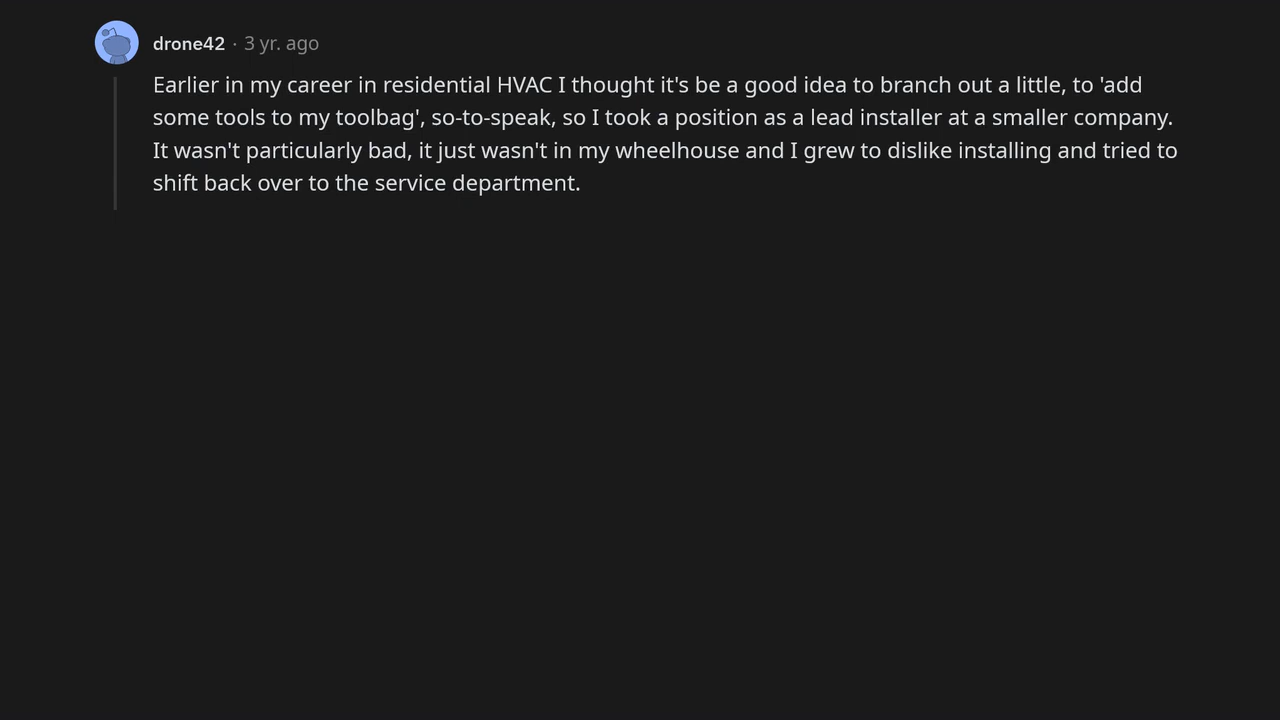 drone42 · 3 yr. ago
Earlier in my career in residential HVAC I thought it's be a good idea to branch out a little, to 'add
some tools to my toolbag', so-to-speak, so I took a position as a lead installer at a smaller company.
It wasn't particularly bad, it just wasn't in my wheelhouse and I grew to dislike installing and tried to
shift back over to the service department.